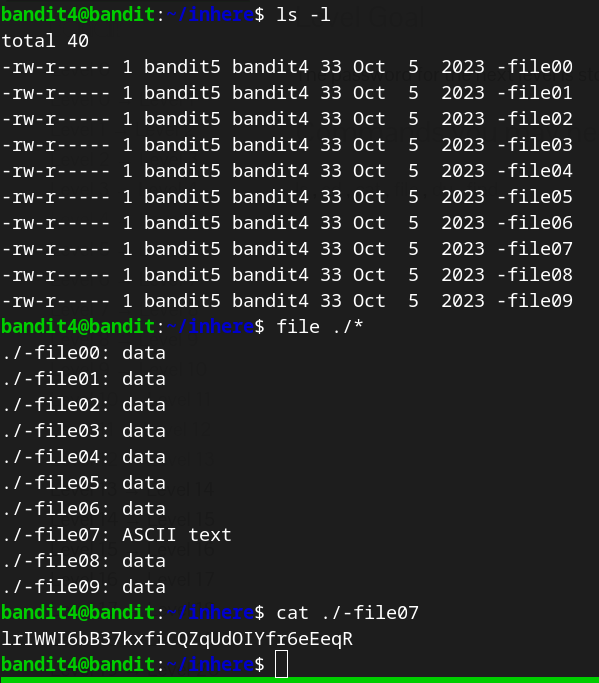 bandit4@bandit:~/inhere$ ls -l
total 40
-rw-r----- 1 bandit5 bandit4 33 Oct  5  2023 -file00
-rw-r----- 1 bandit5 bandit4 33 Oct  5  2023 -file01
-rw-r----- 1 bandit5 bandit4 33 Oct  5  2023 -file02
-rw-r----- 1 bandit5 bandit4 33 Oct  5  2023 -file03
-rw-r----- 1 bandit5 bandit4 33 Oct  5  2023 -file04
-rw-r----- 1 bandit5 bandit4 33 Oct  5  2023 -file05
-rw-r----- 1 bandit5 bandit4 33 Oct  5  2023 -file06
-rw-r----- 1 bandit5 bandit4 33 Oct  5  2023 -file07
-rw-r----- 1 bandit5 bandit4 33 Oct  5  2023 -file08
-rw-r----- 1 bandit5 bandit4 33 Oct  5  2023 -file09
bandit4@bandit:~/inhere$ file ./*
./-file00: data
./-file01: data
./-file02: data
./-file03: data
./-file04: data
./-file05: data
./-file06: data
./-file07: ASCII text
./-file08: data
./-file09: data
bandit4@bandit:~/inhere$ cat ./-file07
lrIWWI6bB37kxfiCQZqUdOIYfr6eEeqR
bandit4@bandit:~/inhere$